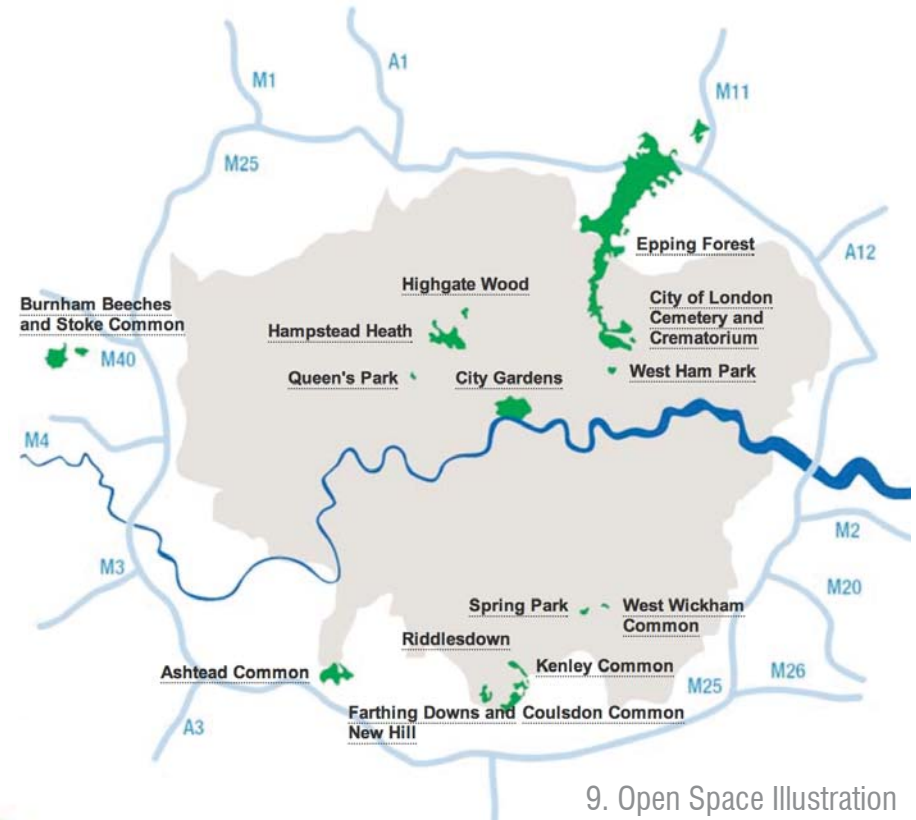 M1
A1
M11
M25
Epping Forest
A12
Highgate Wood
City of London
Cemetery and
Crematorium
Burnham Beeches
and Stoke Common
Hampstead Heath
M40
Queen's Park
City Gardens
West Ham Park
M4
M2
M3
M20
Spring Park
West Wickham
Common
Riddlesdown
Ashtead Common
Kenley Common
M25
M26
Farthing Downs and
New Hill
Coulsdon Common
A3
9. Open Space Illustration